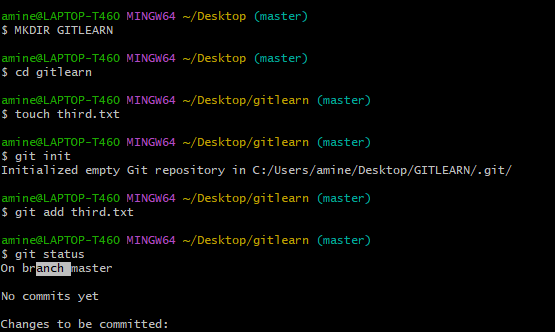 amine@LAPTOP-T460 MINGW64 ~/Desktop (master)
$ MKDIR GITLEARN
amine@LAPTOP-T460 MINGW64 ~/Desktop (master)
$ cd gitlearn
amine@LAPTOP-T460 MINGW64 ~/Desktop/gitlearn (master)
$ touch third.txt
amine@LAPTOP-T460 MINGW64 ~/Desktop/gitlearn (master)
$ git init
Initialized empty Git repository in C:/Users/amine/Desktop/GITLEARN/.git/
amine@LAPTOP-T460 MINGW64 ~/Desktop/gitlearn (master)
$ git add third.txt
amine@LAPTOP-T460 MINGW64 ~/Desktop/gitlearn (master)
$ git status
On branch master
No commits yet
Changes to be committed: